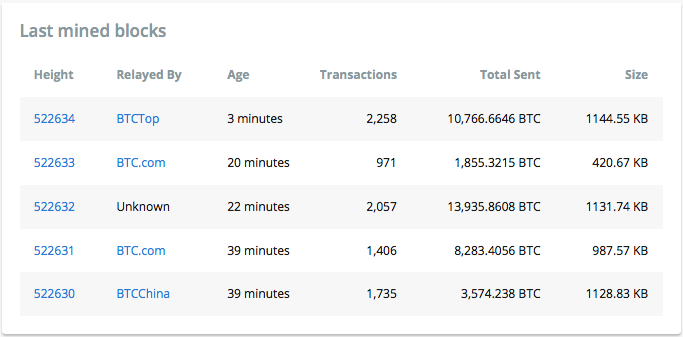 Last mined blocks
Height Relayed By Age Transactions Total Sent Size
522634 BTCTop 3 minutes 2,258 10,766.6646 BTC 1144.55 KB
522633 BTC.com 20 minutes 971 1,855.3215 BTC 420.67 KB
522632 Unknown 22 minutes 2,057 13,935.8608 BTC 1131.74 KB
522631 BTC.com 39 minutes 1,406 8,283.4056 BTC 987.57 KB
522630 BTCChina 39 minutes 1,735 3,574.238 BTC 1128.83 KB